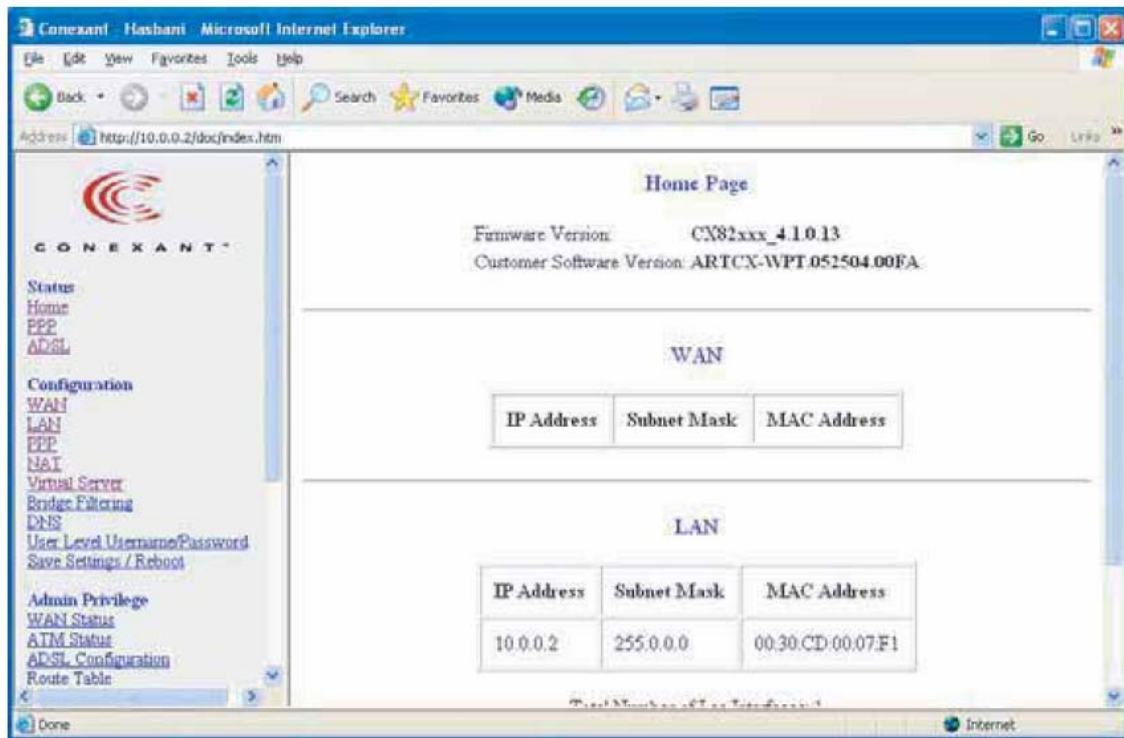 Conexant Hasbani Microsoft Internet Explorer
File Edit View Favorites Tools Help
Back Search Favorites Media
Address http://10.0.0.2/doc/index.htm Go Links »
CONEXANT™
Status
Home
PPP
ADSL
Configuration
WAN
LAN
PPP
NAT
Virtual Server
Bridge Filtering
DNS
User Level Username/Password
Save Settings / Reboot
Admin Privilege
WAN Status
ATM Status
ADSL Configuration
Route Table
Home Page
Firmware Version: CX82xxx_4.1.0.13
Customer Software Version: ARTCX-WPT.052504.00FA
WAN
IP Address Subnet Mask MAC Address
LAN
IP Address Subnet Mask MAC Address
10.0.0.2 255.0.0.0 00:30:CD:00:07:F1
Done Internet